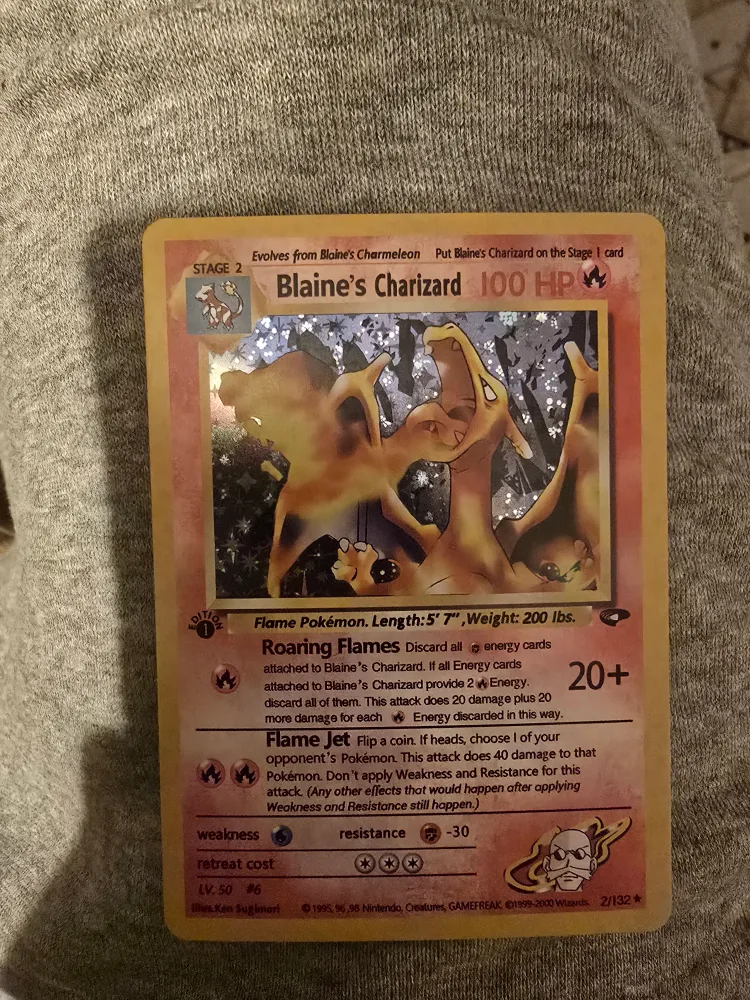 Evolves from Blaine's Charmeleon Put Blaine's Charizard on the Stage 1 card
STAGE 2
Blaine's Charizard 100 HP
EDITION
1
Flame Pokémon. Length: 5' 7", Weight: 200 lbs.
Roaring Flames Discard all energy cards
attached to Blaine's Charizard. If all Energy cards
attached to Blaine's Charizard provide 2 Energy.
discard all of them. This attack does 20 damage plus 20
more damage for each Energy discarded in this way.
20+
Flame Jet Flip a coin. If heads, choose 1 of your
opponent's Pokémon. This attack does 40 damage to that
Pokémon. Don't apply Weakness and Resistance for this
attack. (Any other effects that would happen after applying
Weakness and Resistance still happen.)
weakness resistance -30
retreat cost
LV. 50 #6
Illus. Ken Sugimori © 1995, 96, 98 Nintendo, Creatures, GAMEFREAK. ©1999-2000 Wizards. 2/132